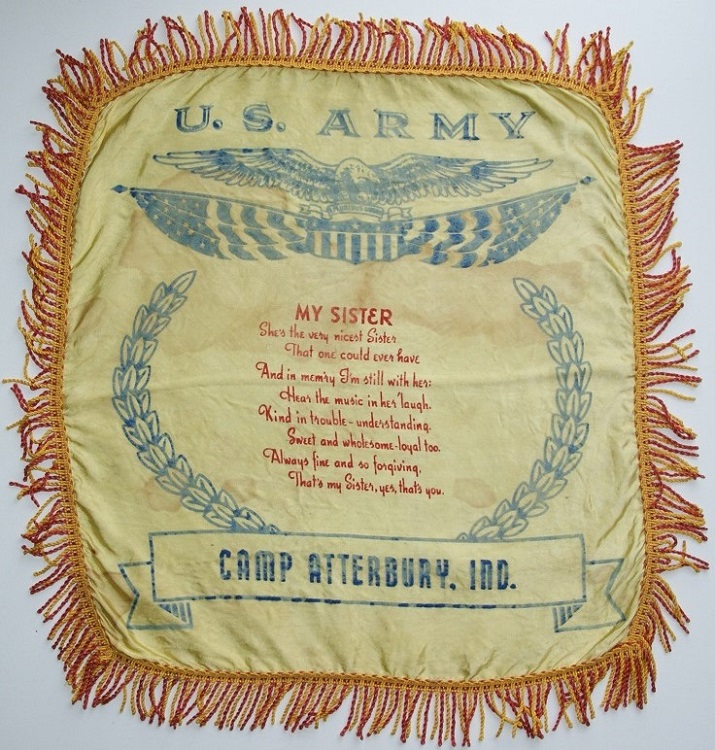 U. S. ARMY
MY SISTER
She's the very nicest Sister
That one could ever have
And in mem'ry I'm still with her:
Hear the music in her laugh.
Kind in trouble - understanding.
Sweet and wholesome-loyal too.
Always fine and so forgiving,
That's my Sister, yes, that's you.
CAMP ATTERBURY, IND.